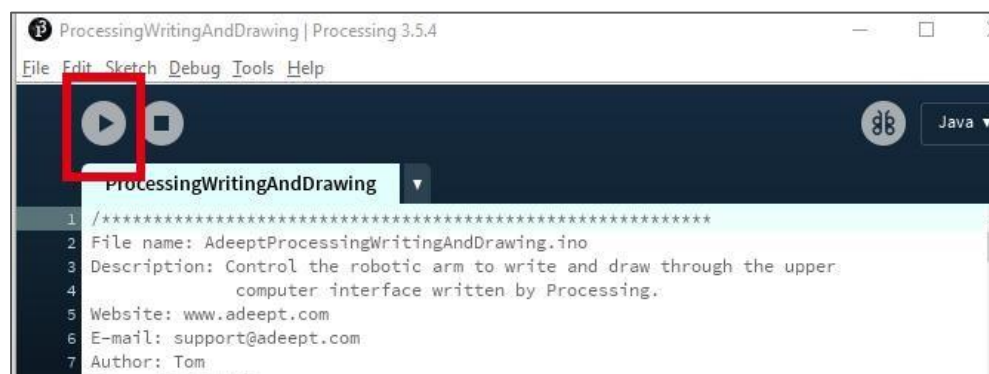 ProcessingWritingAndDrawing | Processing 3.5.4
File Edit Sketch Debug Tools Help
Java
ProcessingWritingAndDrawing
1 /***********************************************************
2 File name: AdeeptProcessingWritingAndDrawing.ino
3 Description: Control the robotic arm to write and draw through the upper
4 computer interface written by Processing.
5 Website: www.adeept.com
6 E-mail: support@adeept.com
7 Author: Tom